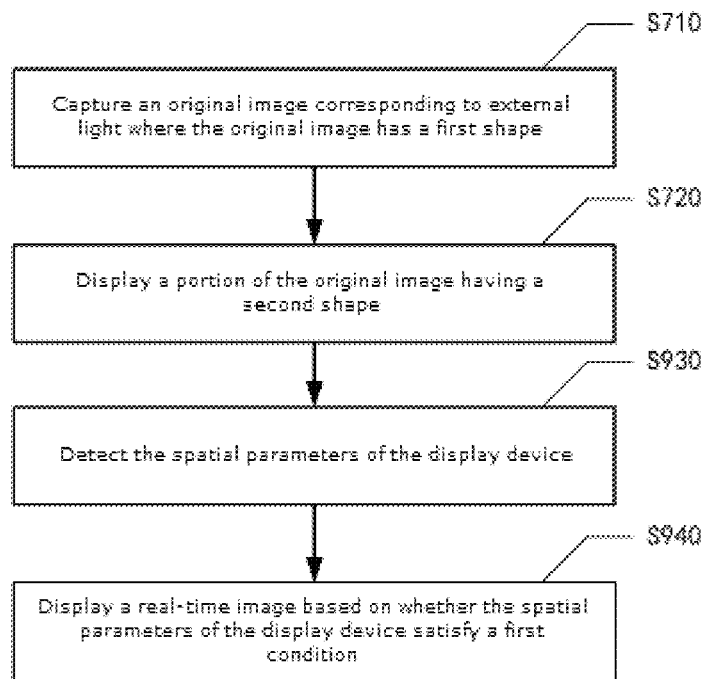 S710
Capture an original image corresponding to external
light where the original image has a first shape
S720
Display a portion of the original image having a
second shape
S930
Detect the spatial parameters of the display device
S940
Display a real-time image based on whether the spatial
parameters of the display device satisfy a first
condition